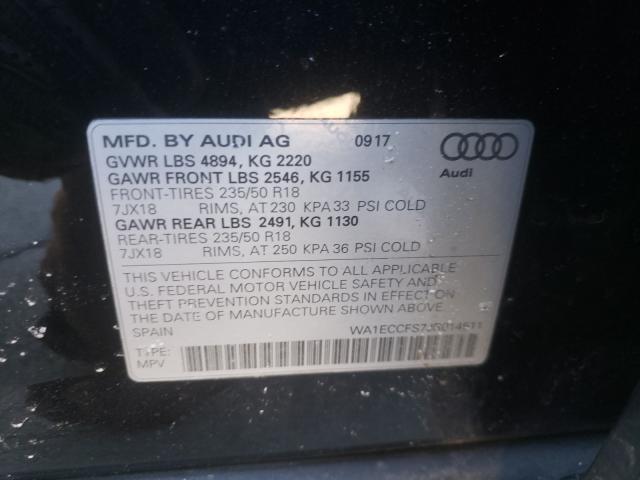 MFD. BY AUDI AG 0917
GVWR LBS 4894, KG 2220
GAWR FRONT LBS 2546, KG 1155
FRONT-TIRES 235/50 R18
7JX18 RIMS, AT 230 KPA 33 PSI COLD
GAWR REAR LBS 2491, KG 1130
REAR-TIRES 235/50 R18
7JX18 RIMS, AT 250 KPA 36 PSI COLD
Audi
THIS VEHICLE CONFORMS TO ALL APPLICABLE
U.S. FEDERAL MOTOR VEHICLE SAFETY AND
THEFT PREVENTION STANDARDS IN EFFECT ON
THE DATE OF MANUFACTURE SHOWN ABOVE.
SPAIN
TYPE:
MPV